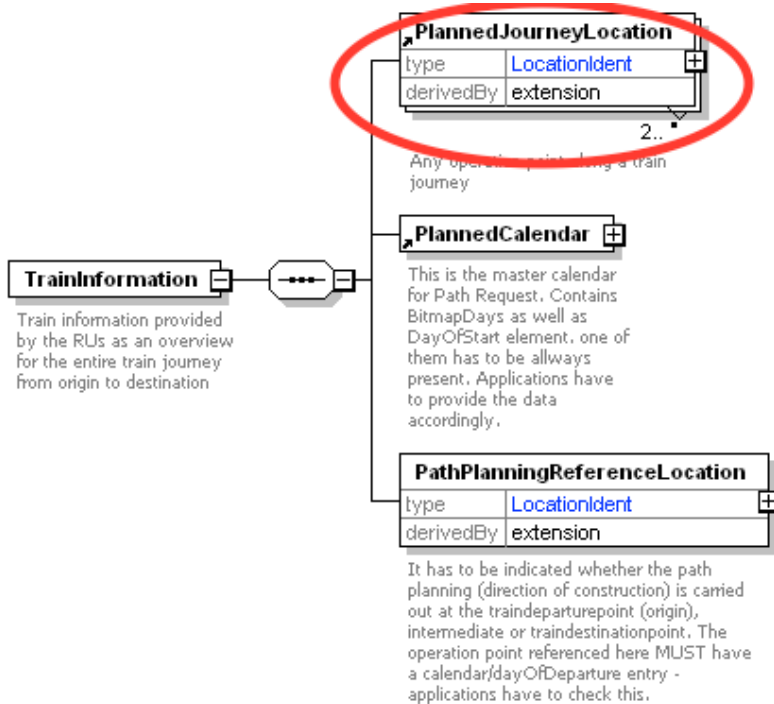 PlannedJourneyLocation
type LocationIdent
derivedBy extension
2..
Any operation point along a train
journey
PlannedCalendar
This is the master calendar
for Path Request. Contains
BitmapDays as well as
DayOfStart element. one of
them has to be allways
present. Applications have
to provide the data
accordingly.
TrainInformation
Train information provided
by the RUs as an overview
for the entire train journey
from origin to destination
PathPlanningReferenceLocation
type LocationIdent
derivedBy extension
It has to be indicated whether the path
planning (direction of construction) is carried
out at the traindeparturepoint (origin),
intermediate or traindestinationpoint. The
operation point referenced here MUST have
a calendar/dayOfDeparture entry -
applications have to check this.